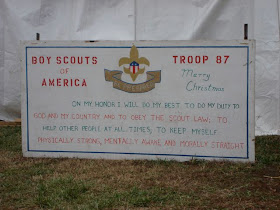 BOY SCOUTS
OF
AMERICA
TROOP 87
Merry
Christmas
ON MY HONOR I WILL DO MY BEST TO DO MY DUTY TO
GOD AND MY COUNTRY AND TO OBEY THE SCOUT LAW, TO
HELP OTHER PEOPLE AT ALL TIMES, TO KEEP MYSELF
PHYSICALLY STRONG, MENTALLY AWAKE AND MORALLY STRAIGHT